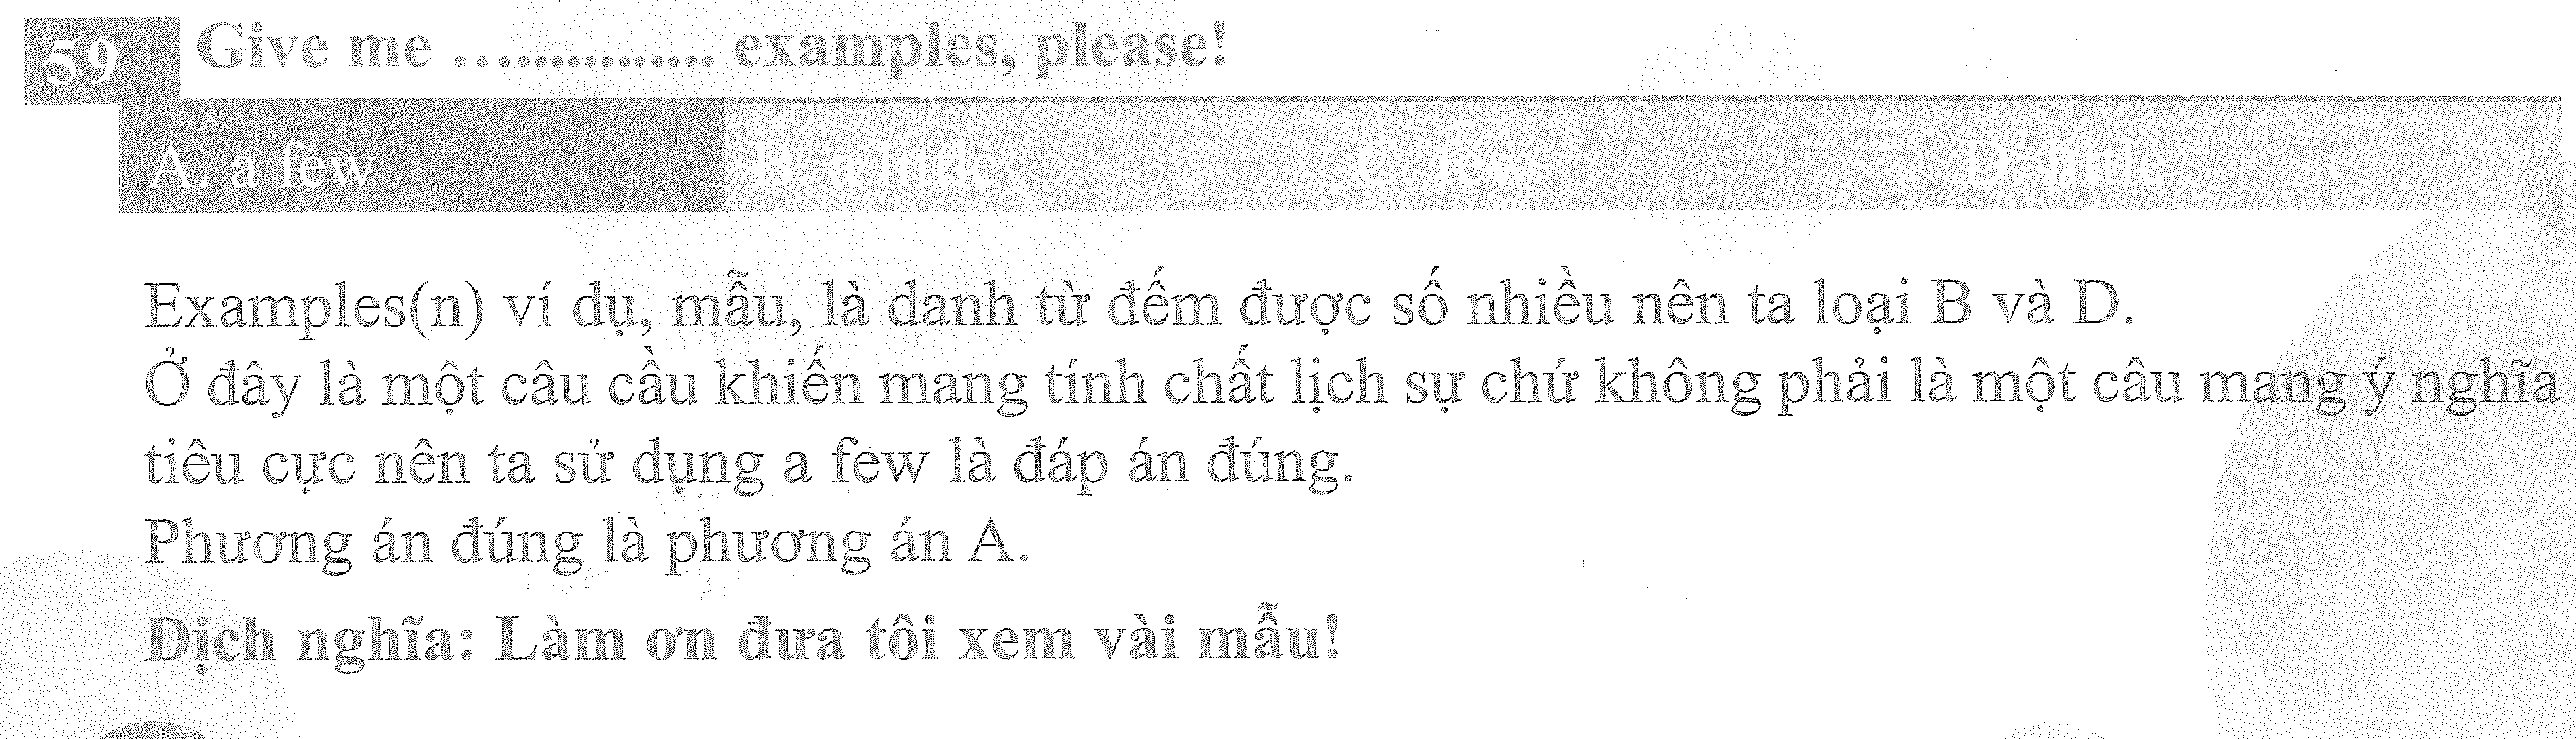 59 Give me ................ examples, please!
A. a few B. a little C. few D. little
Examples(n) ví dụ, mẫu, là danh từ đếm được số nhiều nên ta loại B và D.
Ở đây là một câu cầu khiến mang tính chất lịch sự chứ không phải là một câu mang ý nghĩa
tiêu cực nên ta sử dụng a few là đáp án đúng.
Phương án đúng là phương án A.
Dịch nghĩa: Làm ơn đưa tôi xem vài mẫu!